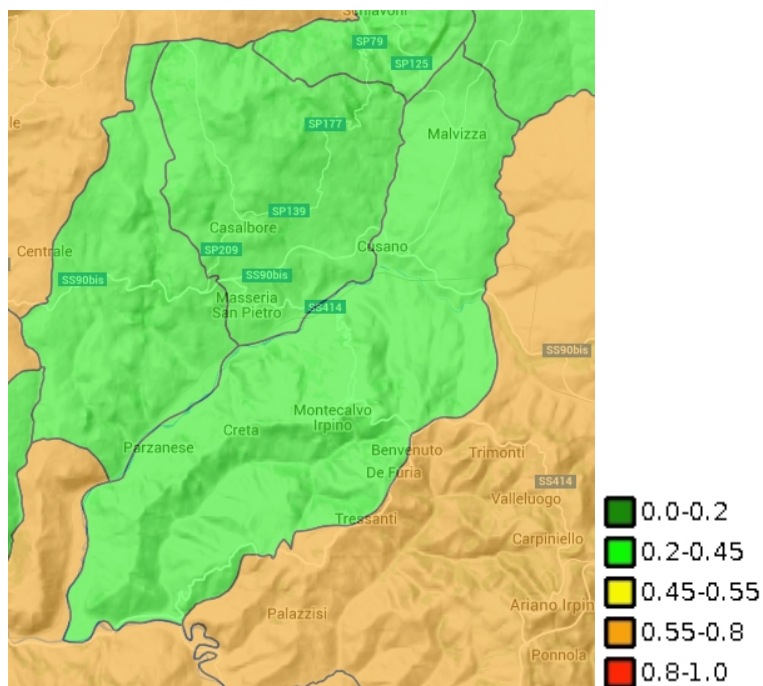 SP79
SP125
SP177
Malvizza
le
SP139
Casalbore
Cusano
Centrale
SP209
SS90bis
SS90bis
Masseria
San Pietro
SS414
SS90bis
Montecalvo
Irpino
Creta
Parzanese
Benvenuto
De Furia
Trimonti
SS414
Valleluogo
Tressanti
Carpiniello
Palazzisi
Ariano Irpin
Ponnola
0.0-0.2
0.2-0.45
0.45-0.55
0.55-0.8
0.8-1.0